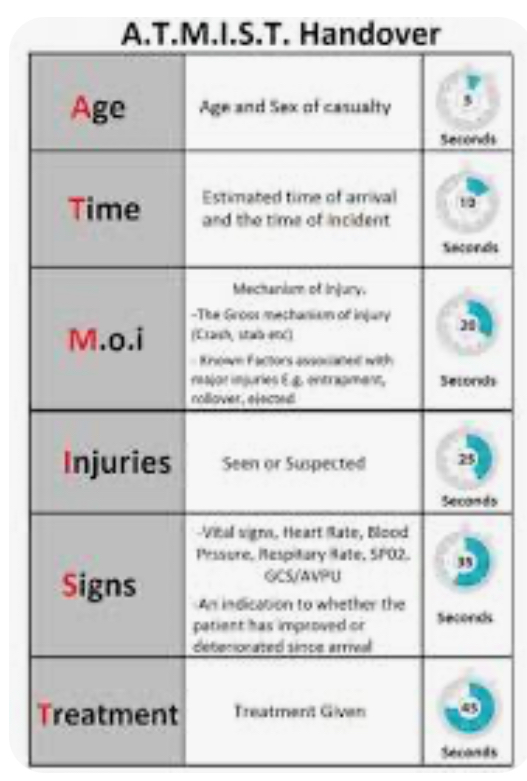 A.T.M.I.S.T. Handover
Age
Age and Sex of casualty
5
Seconds
Time
Estimated time of arrival
and the time of incident
10
Seconds
M.o.i
Mechanism of Injury.
-The Gross mechanism of injury
(Crash, stab etc)
- Known Factors associated with
major injuries E.g. entrapment,
rollover, ejected
20
Seconds
Injuries
Seen or Suspected
25
Seconds
Signs
-Vital signs, Heart Rate, Blood
Prssure, Respitary Rate, SP02,
GCS/AVPU
-An indication to whether the
patient has improved or
deteriorated since arrival
35
Seconds
Treatment
Treatment Given
45
Seconds